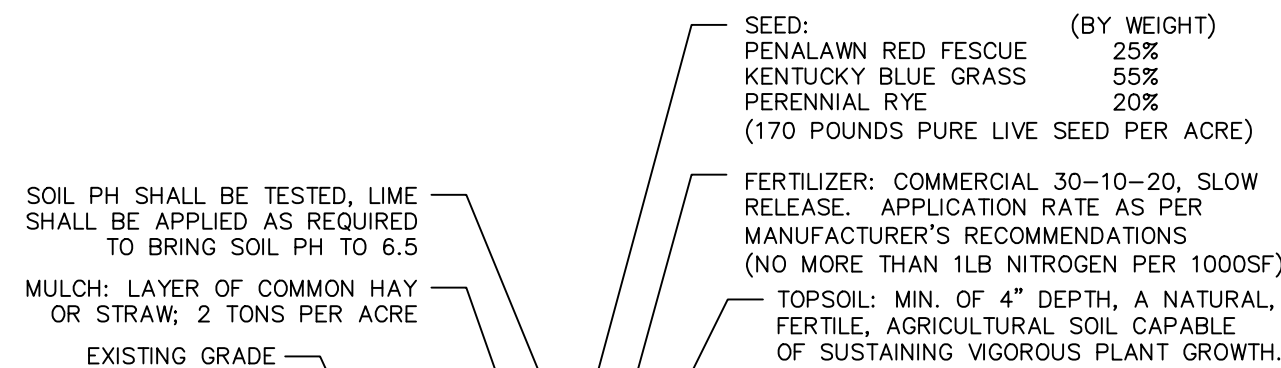 SEED: (BY WEIGHT)
PENALAWN RED FESCUE 25%
KENTUCKY BLUE GRASS 55%
PERENNIAL RYE 20%
(170 POUNDS PURE LIVE SEED PER ACRE)
SOIL PH SHALL BE TESTED, LIME
SHALL BE APPLIED AS REQUIRED
TO BRING SOIL PH TO 6.5
FERTILIZER: COMMERCIAL 30-10-20, SLOW
RELEASE. APPLICATION RATE AS PER
MANUFACTURER'S RECOMMENDATIONS
(NO MORE THAN 1LB NITROGEN PER 1000SF)
MULCH: LAYER OF COMMON HAY
OR STRAW; 2 TONS PER ACRE
TOPSOIL: MIN. OF 4" DEPTH, A NATURAL,
FERTILE, AGRICULTURAL SOIL CAPABLE
OF SUSTAINING VIGOROUS PLANT GROWTH.
EXISTING GRADE